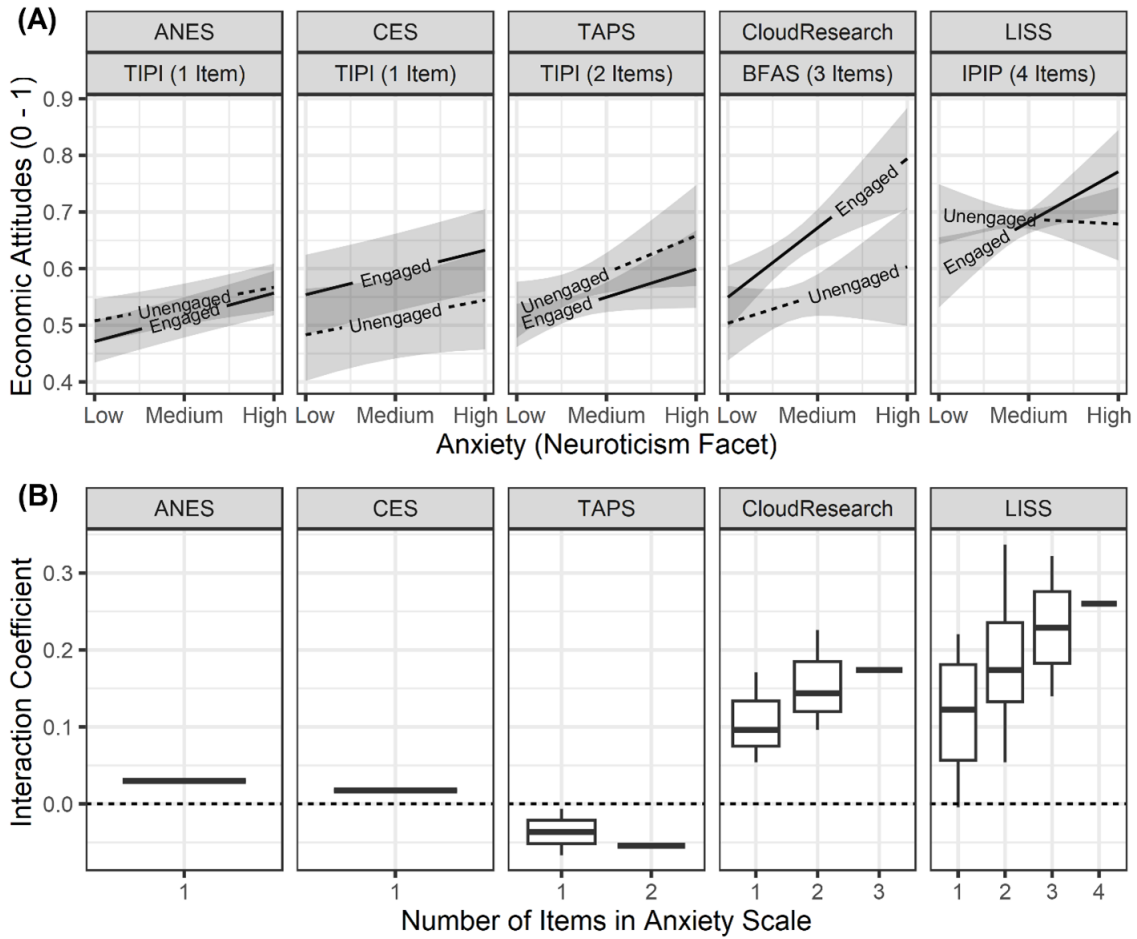 (A)
ANES CES TAPS CloudResearch LISS
TIPI (1 Item) TIPI (1 Item) TIPI (2 Items) BFAS (3 Items) IPIP (4 Items)
Economic Attitudes (0 - 1)
0.9
0.8
0.7
0.6
0.5
0.4
Unengaged
Engaged
Engaged
Unengaged
Unengaged
Engaged
Engaged
Unengaged
Unengaged
Engaged
Low Medium High Low Medium High Low Medium High Low Medium High Low Medium High
Anxiety (Neuroticism Facet)
(B)
ANES CES TAPS CloudResearch LISS
Interaction Coefficient
0.3
0.2
0.1
0.0
1 1 1 2 1 2 3 1 2 3 4
Number of Items in Anxiety Scale